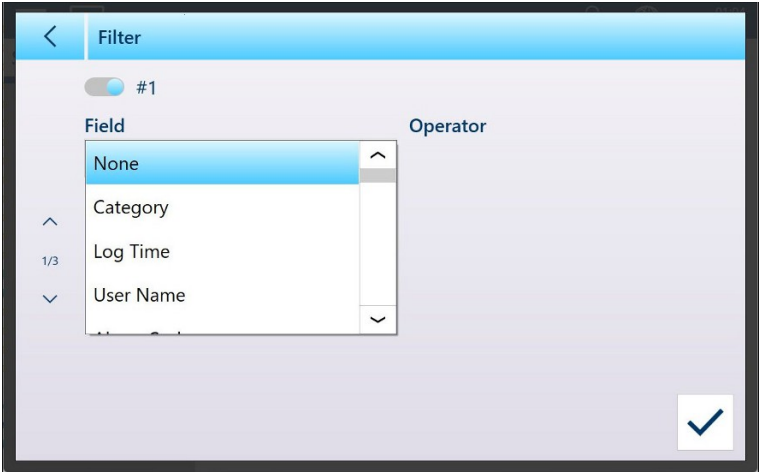 Filter
#1
Field
Operator
None
Category
Log Time
1/3
User Name